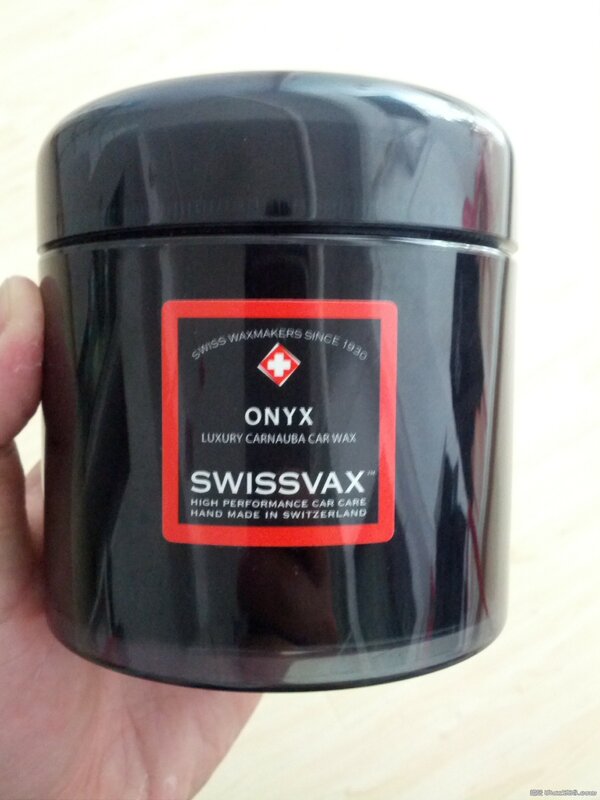 SWISS WAXMAKERS SINCE 1930
ONYX
LUXURY CARNAUBA CAR WAX
SWISSVAX™
HIGH PERFORMANCE CAR CARE
HAND MADE IN SWITZERLAND